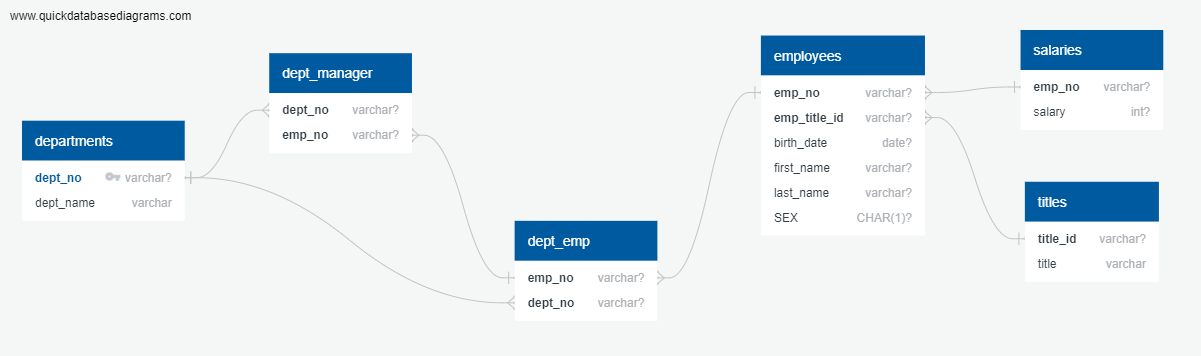 www.quickdatabasediagrams.com
departments
dept_no varchar?
dept_name varchar
dept_manager
dept_no varchar?
emp_no varchar?
dept_emp
emp_no varchar?
dept_no varchar?
employees
emp_no varchar?
emp_title_id varchar?
birth_date date?
first_name varchar?
last_name varchar?
SEX CHAR(1)?
salaries
emp_no varchar?
salary int?
titles
title_id varchar?
title varchar